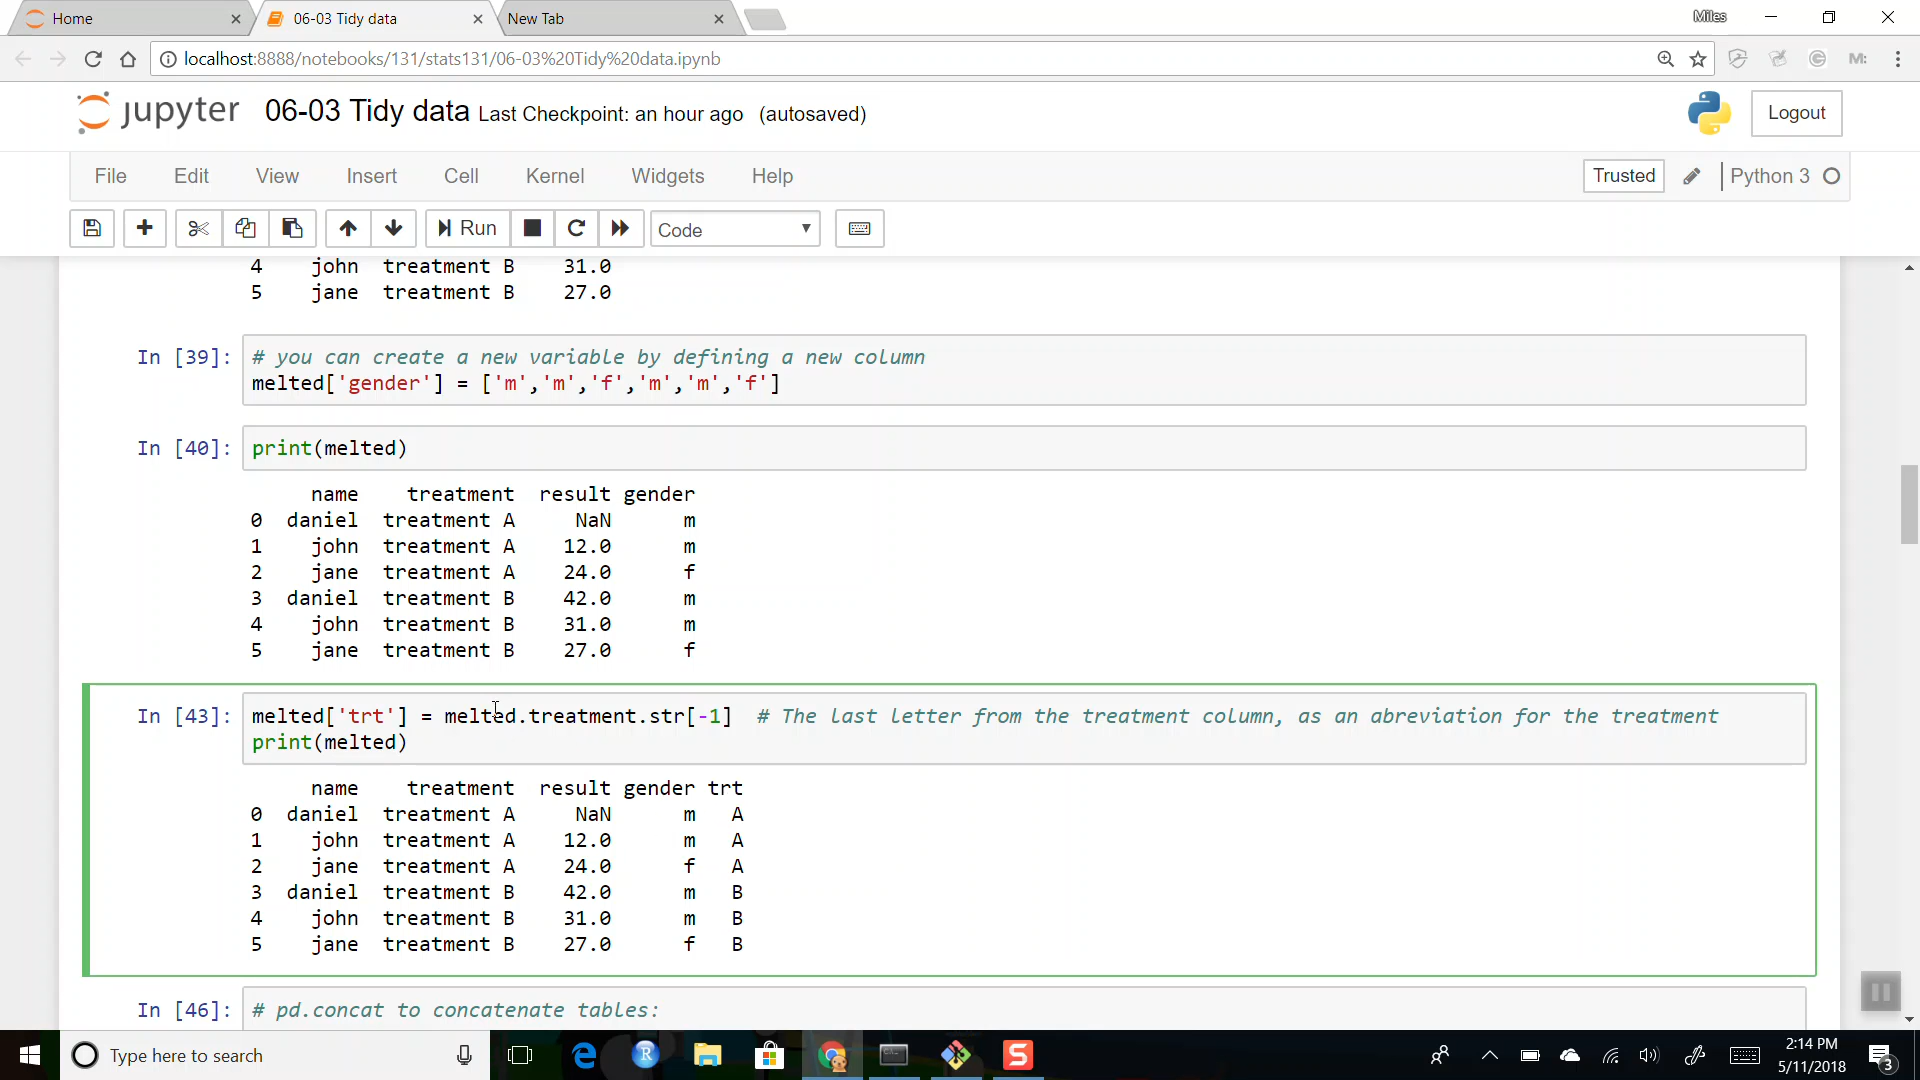 Home
06-03 Tidy data
New Tab
Miles
localhost:8888/notebooks/131/stats131/06-03%20Tidy%20data.ipynb
jupyter 06-03 Tidy data Last Checkpoint: an hour ago (autosaved)
Logout
File Edit View Insert Cell Kernel Widgets Help
Trusted
Python 3
Run
Code
4 john treatment B 31.0
5 jane treatment B 27.0
In [39]: # you can create a new variable by defining a new column
melted['gender'] = ['m','m','f','m','m','f']
In [40]: print(melted)
name treatment result gender
0 daniel treatment A NaN m
1 john treatment A 12.0 m
2 jane treatment A 24.0 f
3 daniel treatment B 42.0 m
4 john treatment B 31.0 m
5 jane treatment B 27.0 f
In [43]: melted['trt'] = melted.treatment.str[-1] # The last letter from the treatment column, as an abreviation for the treatment
print(melted)
name treatment result gender trt
0 daniel treatment A NaN m A
1 john treatment A 12.0 m A
2 jane treatment A 24.0 f A
3 daniel treatment B 42.0 m B
4 john treatment B 31.0 m B
5 jane treatment B 27.0 f B
In [46]: # pd.concat to concatenate tables:
Type here to search
2:14 PM
5/11/2018
3